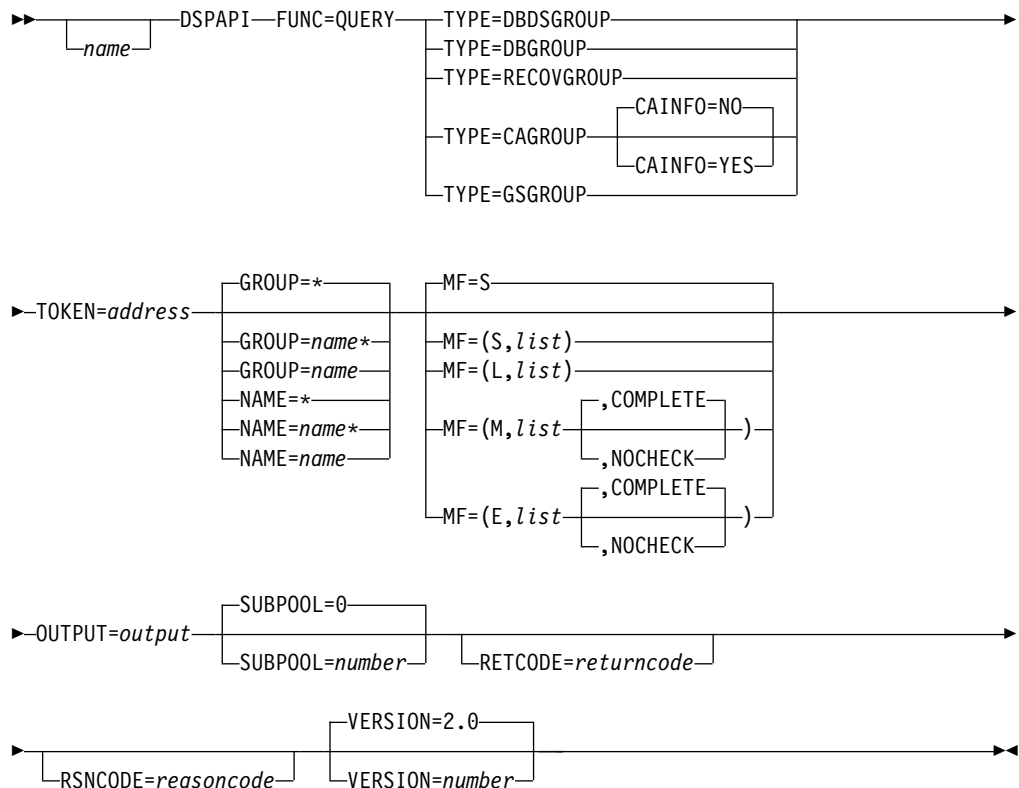 DSPAPI FUNC=QUERY TYPE=DBDSGROUP
name TYPE=DBGROUP
TYPE=RECOVGROUP
CAINFO=NO
TYPE=CAGROUP
CAINFO=YES
TYPE=GSGROUP
GROUP=* MF=S
TOKEN=address
GROUP=name* MF=(S,list)
GROUP=name MF=(L,list)
NAME=* ,COMPLETE
NAME=name* MF=(M,list )
NAME=name ,NOCHECK
,COMPLETE
MF=(E,list )
,NOCHECK
SUBPOOL=0
OUTPUT=output
SUBPOOL=number RETCODE=returncode
VERSION=2.0
RSNCODE=reasoncode VERSION=number